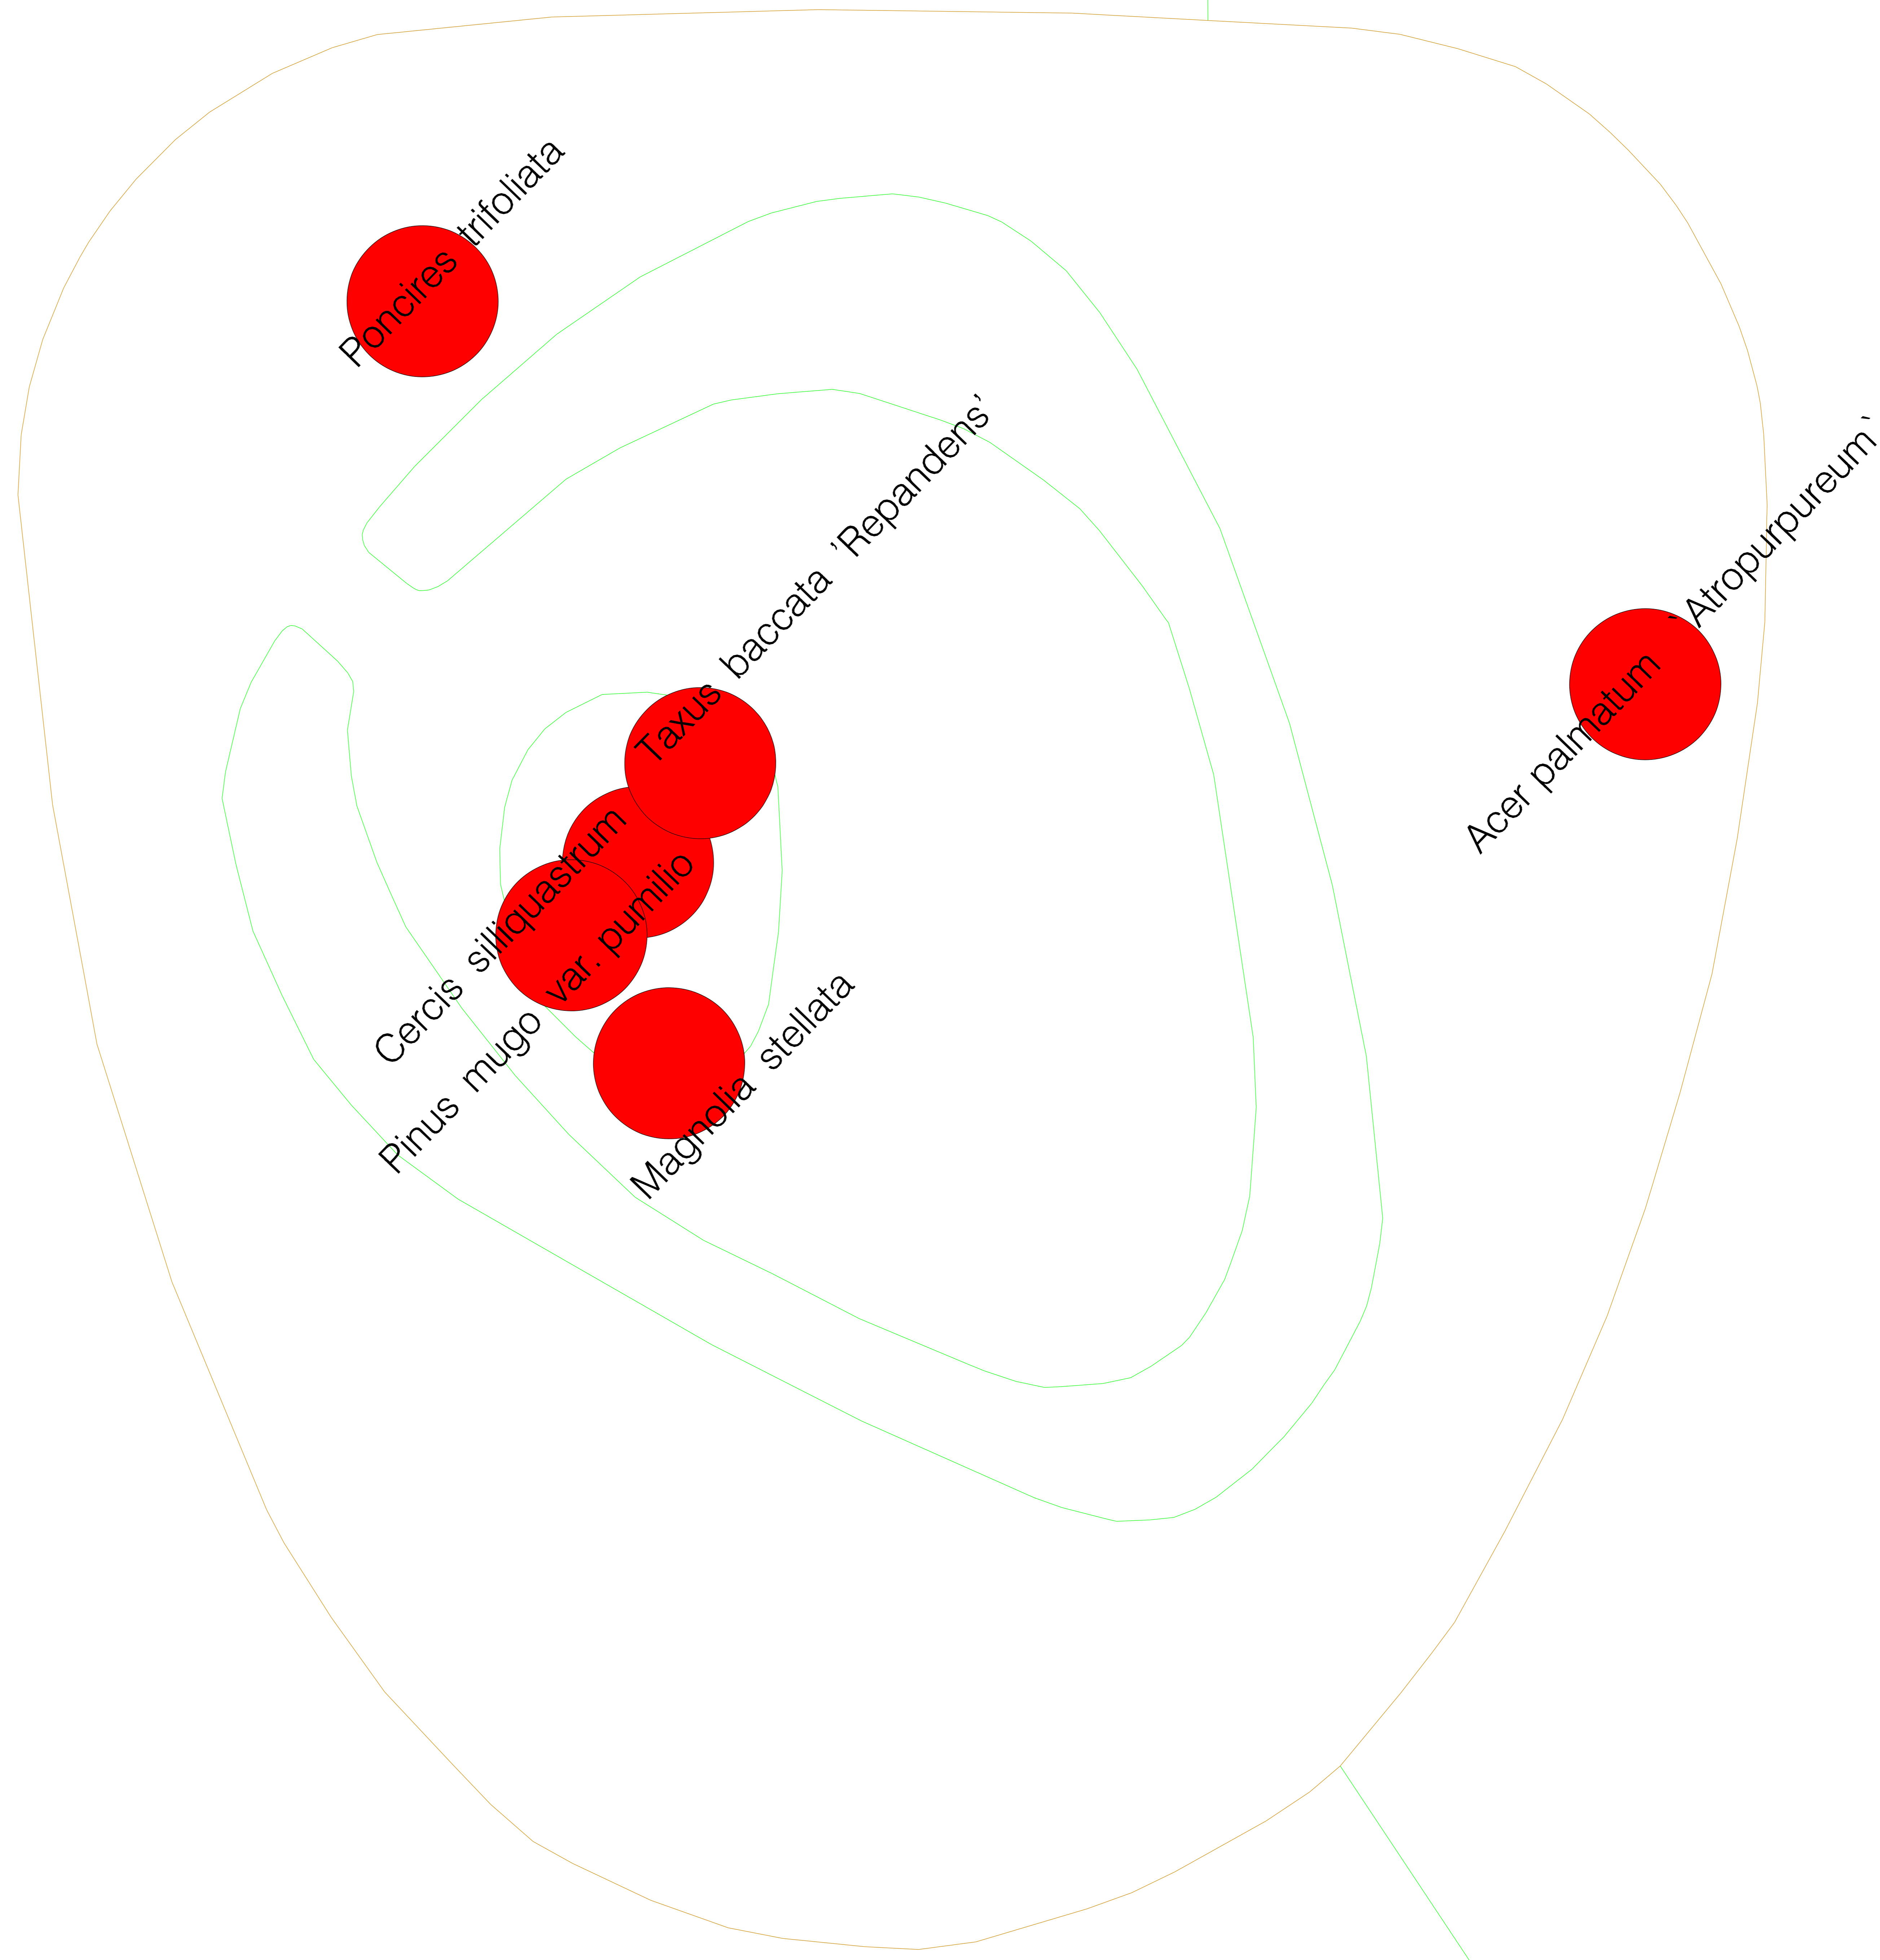 Poncires trifoliata
Taxus baccata 'Repandens'
Acer palmatum `Atropurpureum`
Cercis siliquastrum
Pinus mugo var. pumilio
Magnolia stellata